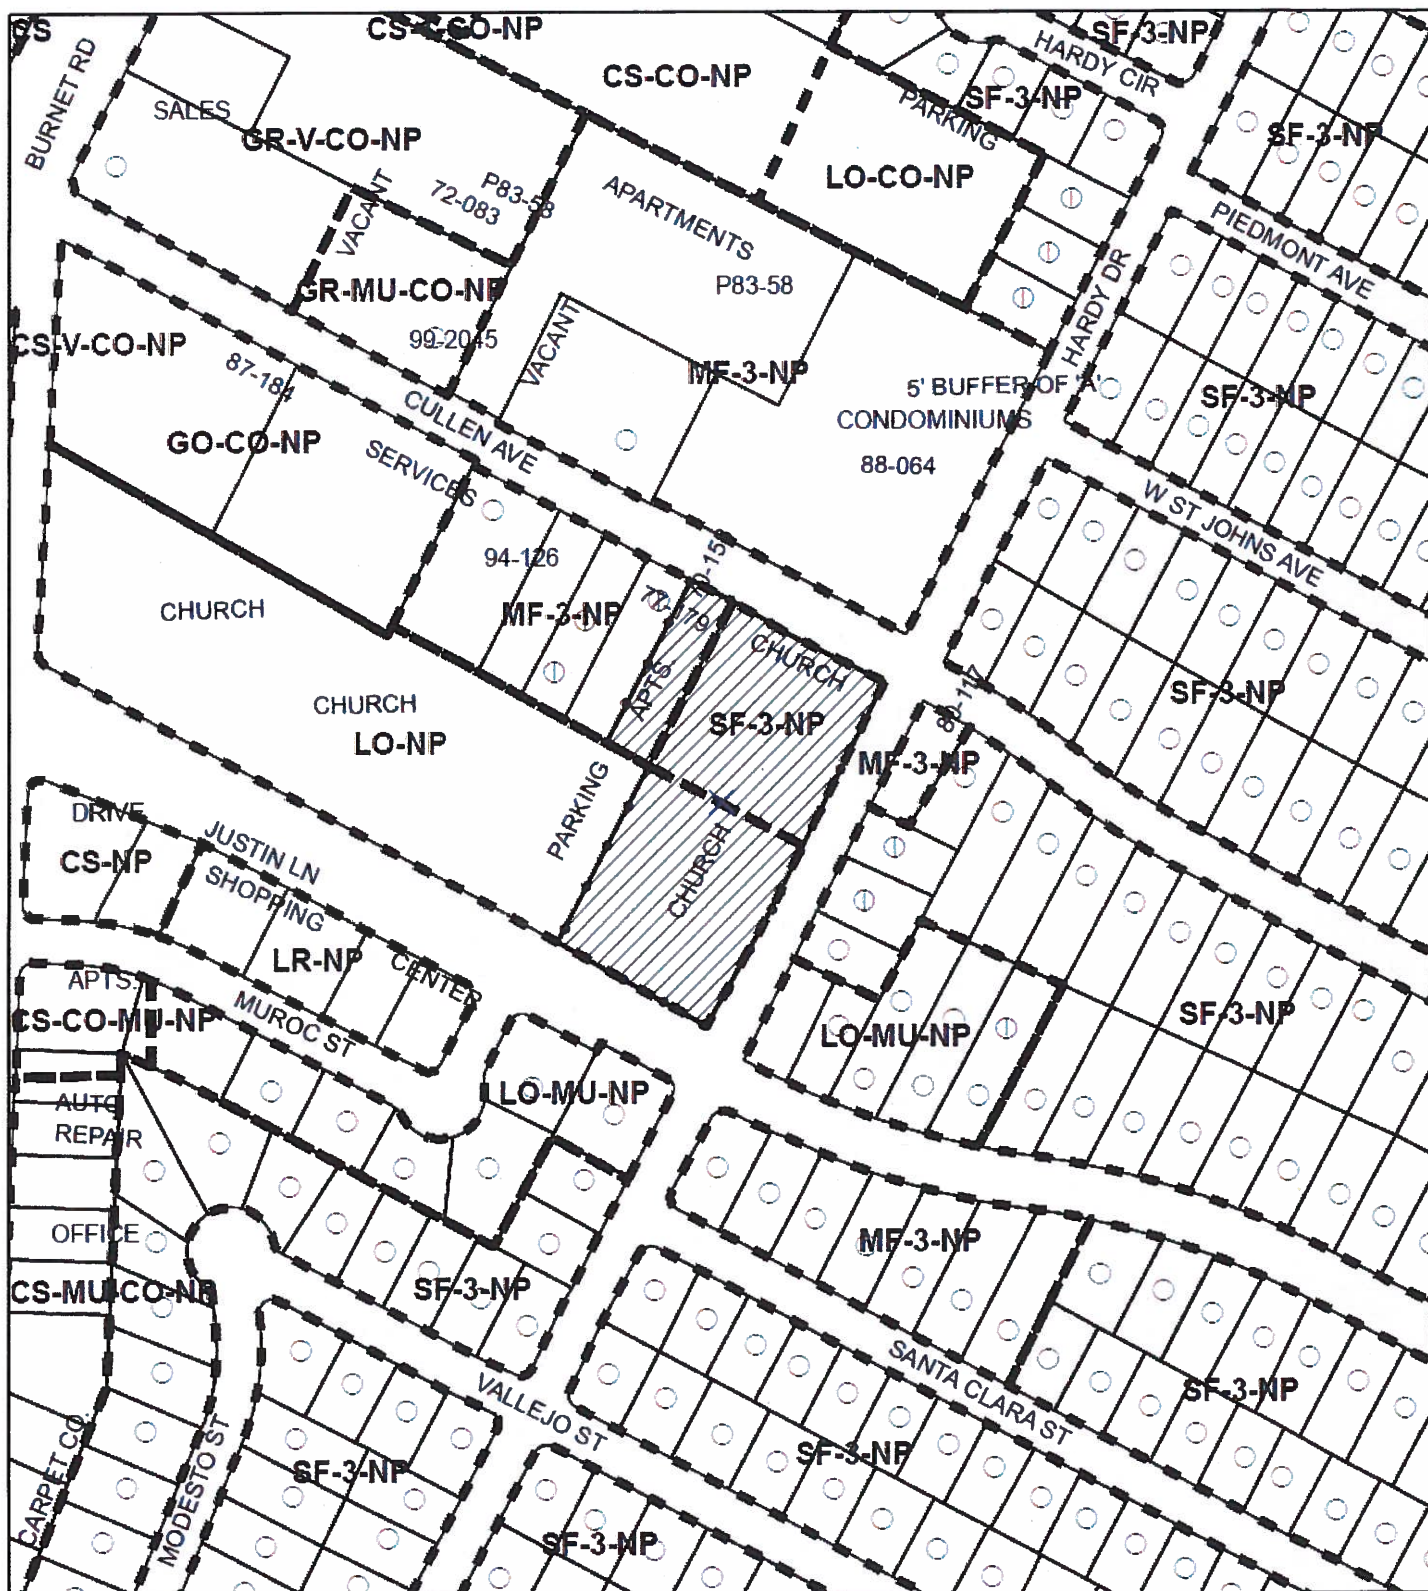 CS
CS-1-CO-NP
SF-3-NP
HARDY CIR
BURNET RD
CS-CO-NP
SF-3-NP
SALES
PARKING
GR-V-CO-NP
SF-3-NP
LO-CO-NP
P83-58
72-083
VACANT
APARTMENTS
PIEDMONT AVE
P83-58
GR-MU-CO-NP
HARDY DR
CS-V-CO-NP
99-2045
VACANT
87-184
MF-3-NP
5' BUFFER OF 'A'
CONDOMINIUMS
SF-3-NP
CULLEN AVE
GO-CO-NP
SERVICES
88-064
W ST JOHNS AVE
94-126
CHURCH
MF-3-NP
CHURCH
APTS
SF-3-NP
SF-3-NP
CHURCH
LO-NP
MF-3-NP
PARKING
DRIVE
JUSTIN LN
CS-NP
CHURCH
SHOPPING
CENTER
LR-NP
APTS.
MUROC ST
CS-CO-MU-NP
LO-MU-NP
SF-3-NP
LO-MU-NP
AUTO
REPAIR
OFFICE
MF-3-NP
CS-MU-CO-NP
SF-3-NP
SANTA CLARA ST
SF-3-NP
VALLEJO ST
CARPET CO.
MODESTO ST
SF-3-NP
SF-3-NP
SF-3-NP